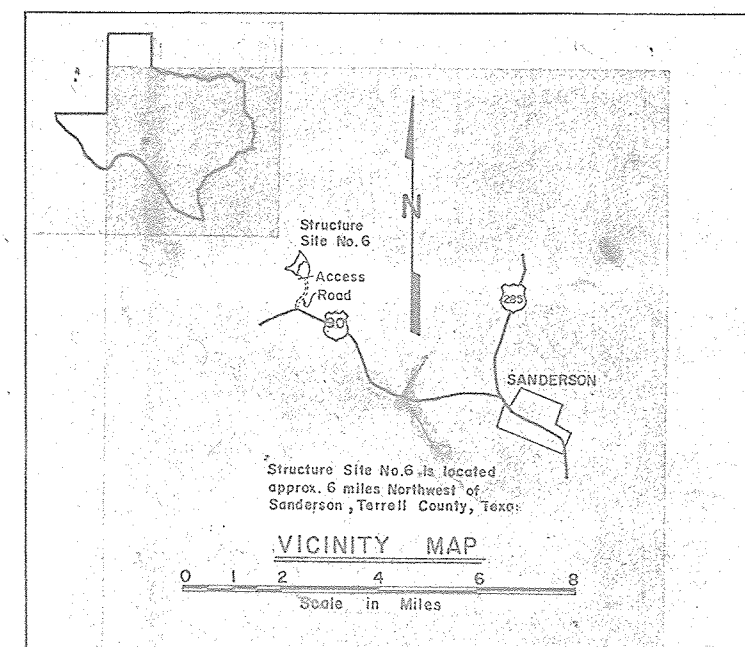 Structure
Site No. 6
Access
Road
N
90
285
SANDERSON
Structure Site No. 6 is located
approx. 6 miles Northwest of
Sanderson, Terrell County, Texas
VICINITY MAP
0 1 2 4 6 8
Scale in Miles